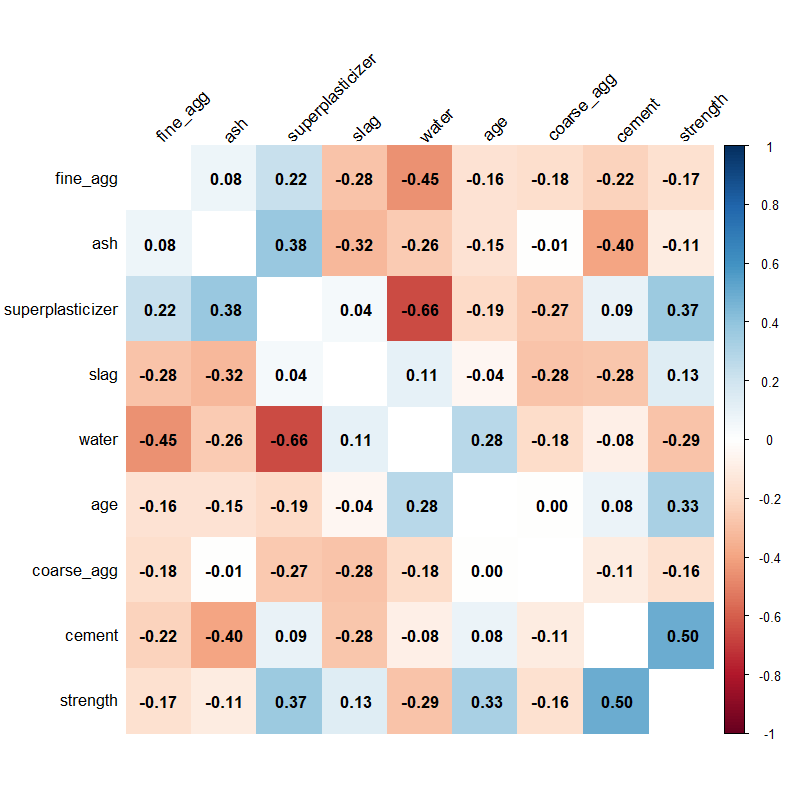 fine_agg ash superplasticizer slag water age coarse_agg cement strength
fine_agg 0.08 0.22 -0.28 -0.45 -0.16 -0.18 -0.22 -0.17
ash 0.08 0.38 -0.32 -0.26 -0.15 -0.01 -0.40 -0.11
superplasticizer 0.22 0.38 0.04 -0.66 -0.19 -0.27 0.09 0.37
slag -0.28 -0.32 0.04 0.11 -0.04 -0.28 -0.28 0.13
water -0.45 -0.26 -0.66 0.11 0.28 -0.18 -0.08 -0.29
age -0.16 -0.15 -0.19 -0.04 0.28 0.00 0.08 0.33
coarse_agg -0.18 -0.01 -0.27 -0.28 -0.18 0.00 -0.11 -0.16
cement -0.22 -0.40 0.09 -0.28 -0.08 0.08 -0.11 0.50
strength -0.17 -0.11 0.37 0.13 -0.29 0.33 -0.16 0.50
1
0.8
0.6
0.4
0.2
0
-0.2
-0.4
-0.6
-0.8
-1